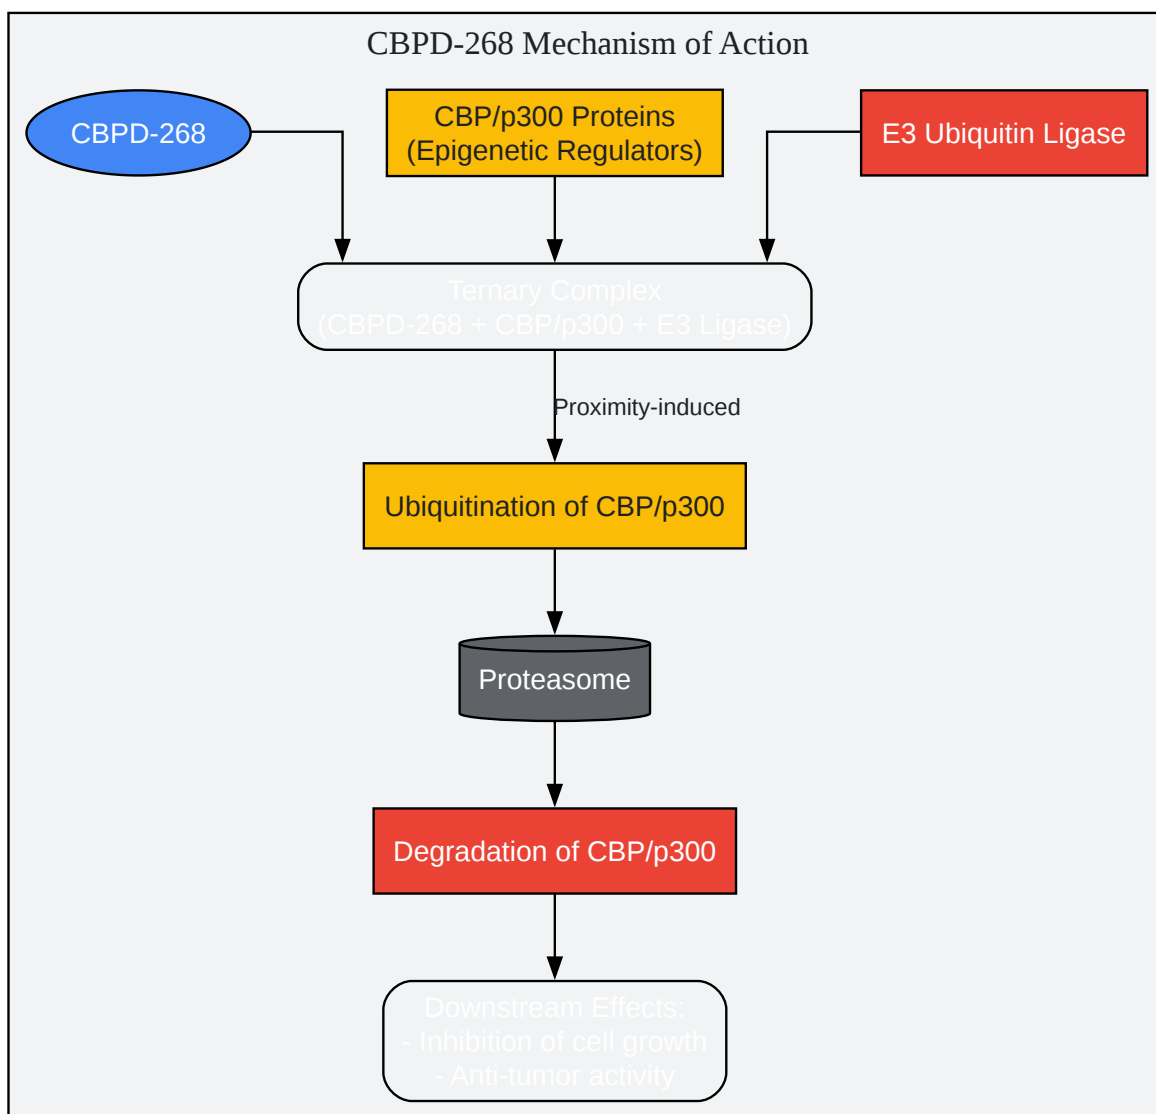 CBPD-268 Mechanism of Action
CBPD-268
CBP/p300 Proteins
(Epigenetic Regulators)
E3 Ubiquitin Ligase
Ternary Complex
(CBPD-268 + CBP/p300 + E3 Ligase)
Proximity-induced
Ubiquitination of CBP/p300
Proteasome
Degradation of CBP/p300
Downstream Effects:
- Inhibition of cell growth
- Anti-tumor activity